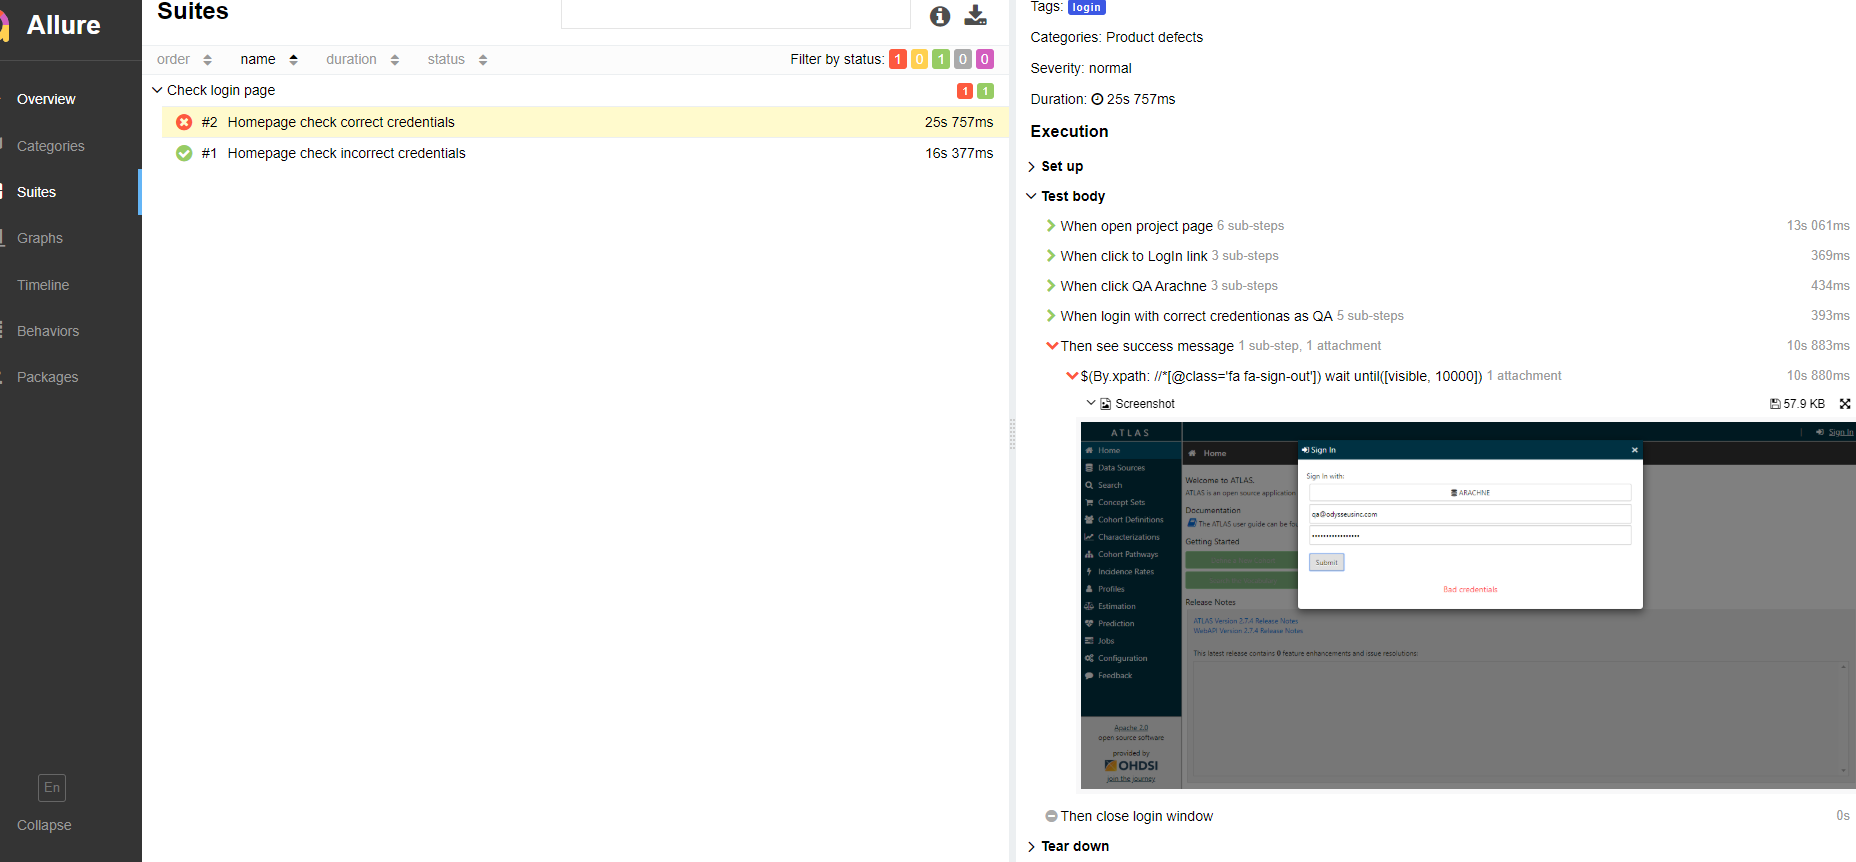 Allure
Overview
Categories
Suites
Graphs
Timeline
Behaviors
Packages
En
Collapse
Suites
order name duration status Filter by status: 1 0 1 0 0
Check login page 1 1
#2 Homepage check correct credentials 25s 757ms
#1 Homepage check incorrect credentials 16s 377ms
Tags: login
Categories: Product defects
Severity: normal
Duration: 25s 757ms
Execution
Set up
Test body
When open project page 6 sub-steps 13s 061ms
When click to LogIn link 3 sub-steps 369ms
When click QA Arachne 3 sub-steps 434ms
When login with correct credentionas as QA 5 sub-steps 393ms
Then see success message 1 sub-step, 1 attachment 10s 883ms
$(By.xpath: //*[@class='fa fa-sign-out']) wait until([visible, 10000]) 1 attachment 10s 880ms
Screenshot 57.9 KB
ATLAS
Sign In
Home
Data Sources
Search
Concept Sets
Cohort Definitions
Characterizations
Cohort Pathways
Incidence Rates
Profiles
Estimation
Prediction
Jobs
Configuration
Feedback
Apache 2.0
open source software
provided by
OHDSI
join the journey
Home
Welcome to ATLAS.
ATLAS is an open source application
Documentation
The ATLAS user guide can be fou
Getting Started
Release Notes
ATLAS Version 2.7.4 Release Notes
WebAPI Version 2.7.4 Release Notes
This latest release contains 0 feature enhancements and issue resolutions:
Sign In
Sign In with:
ARACHNE
qa@odysseusinc.com
Submit
Bad credentials
Then close login window 0s
Tear down